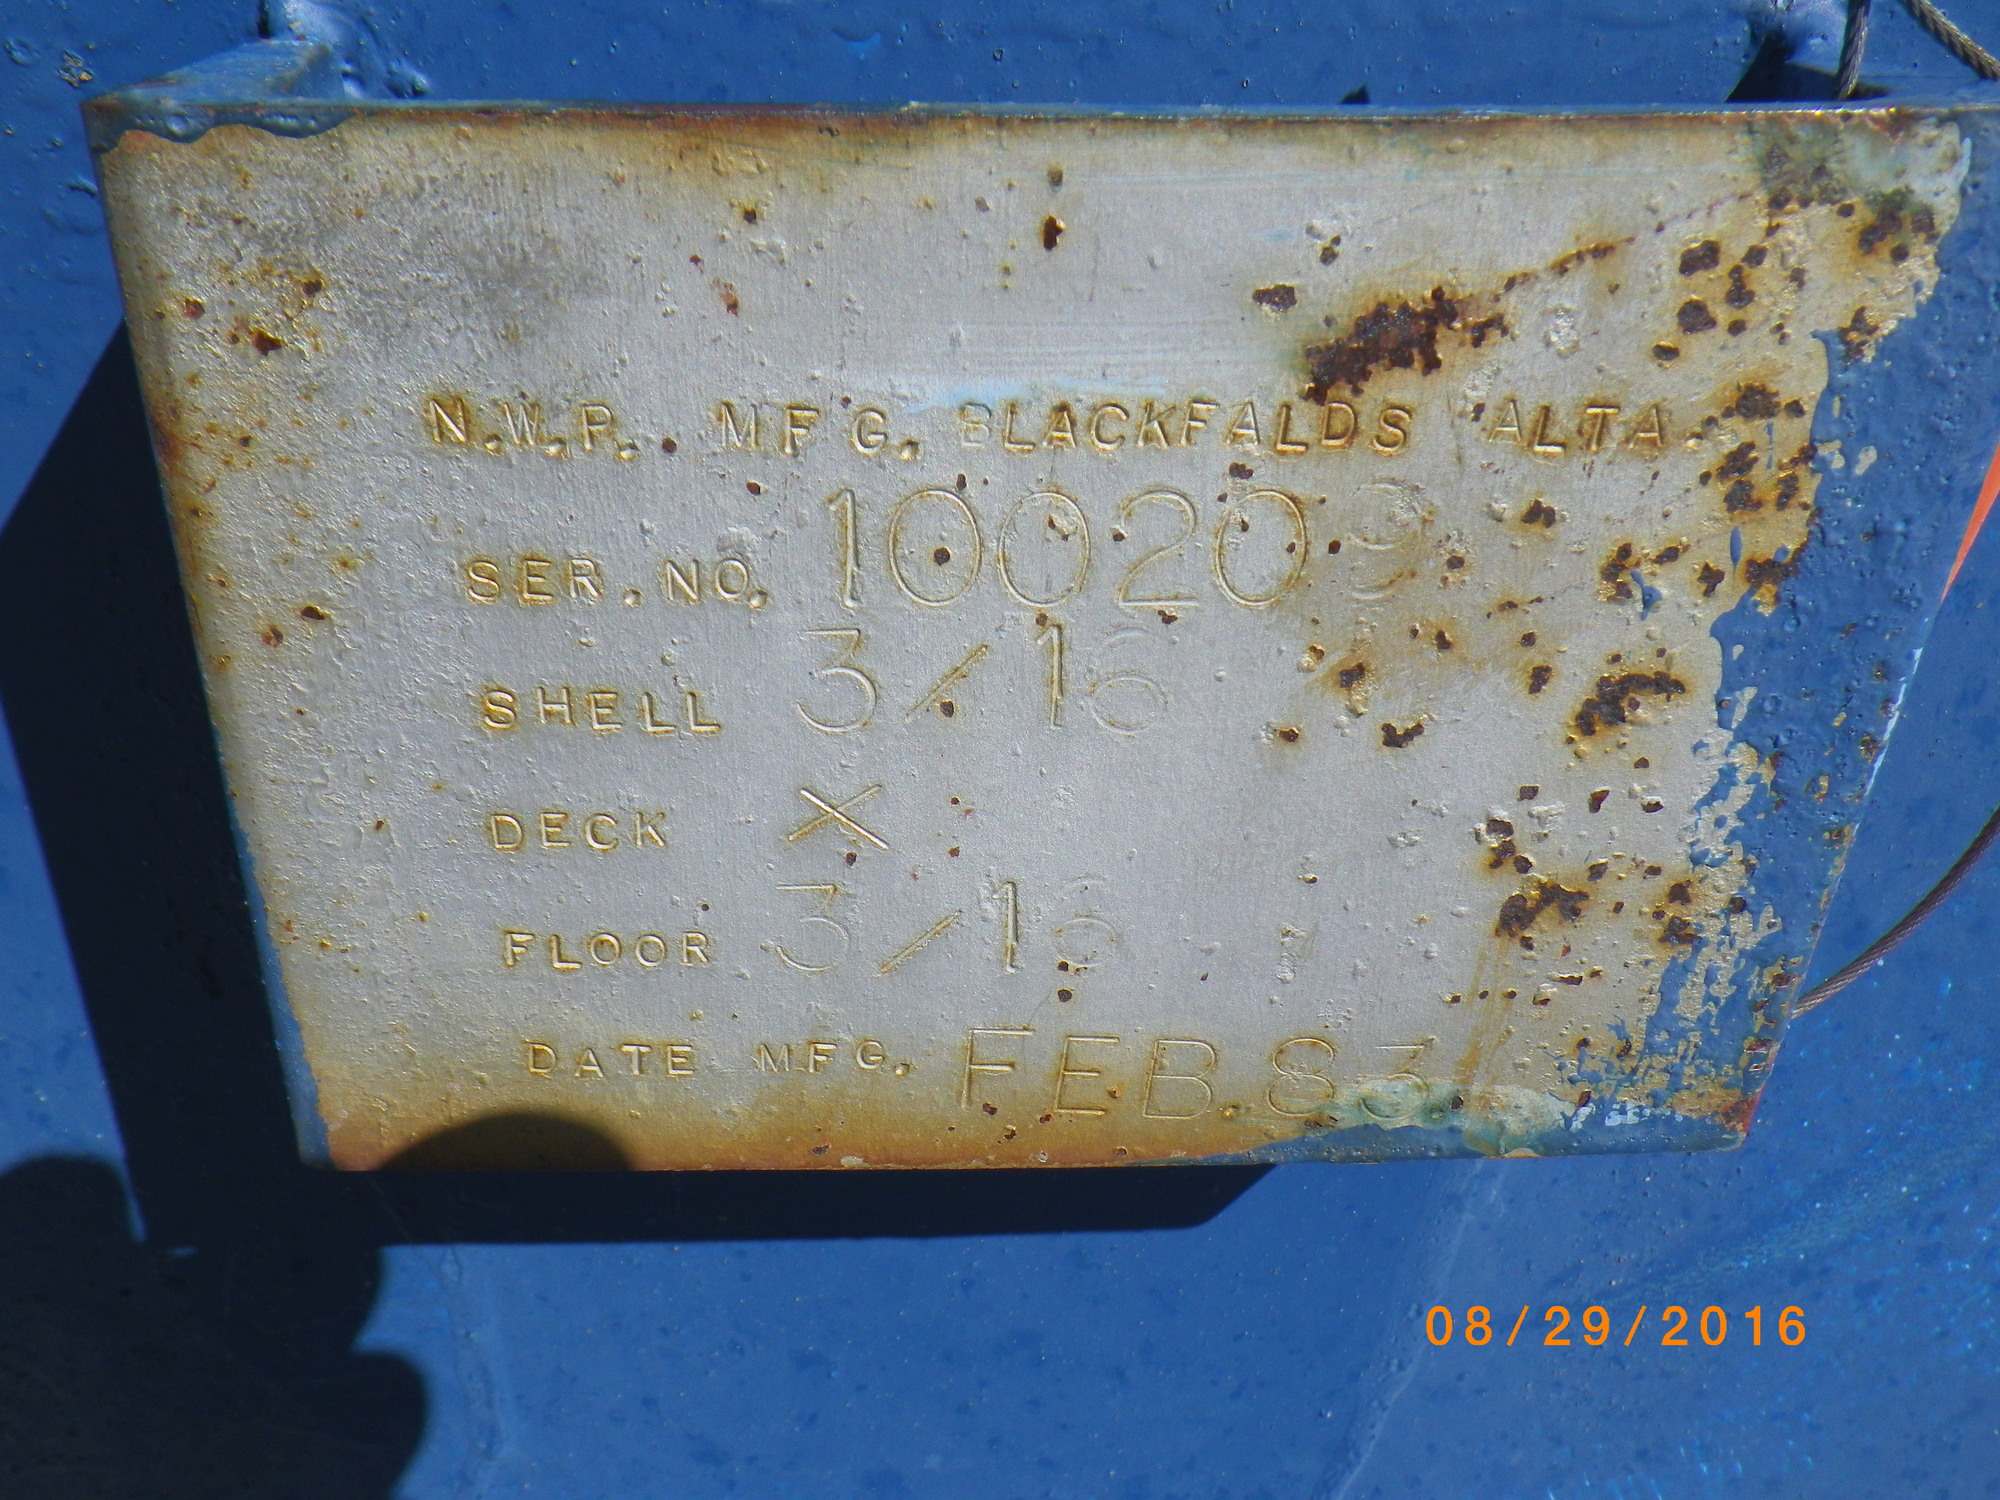 N.W.P. MFG. BLACKFALDS ALTA.
SER.NO. 100209
SHELL 3/16
DECK X
FLOOR 3/16
DATE MFG. FEB.83
08/29/2016